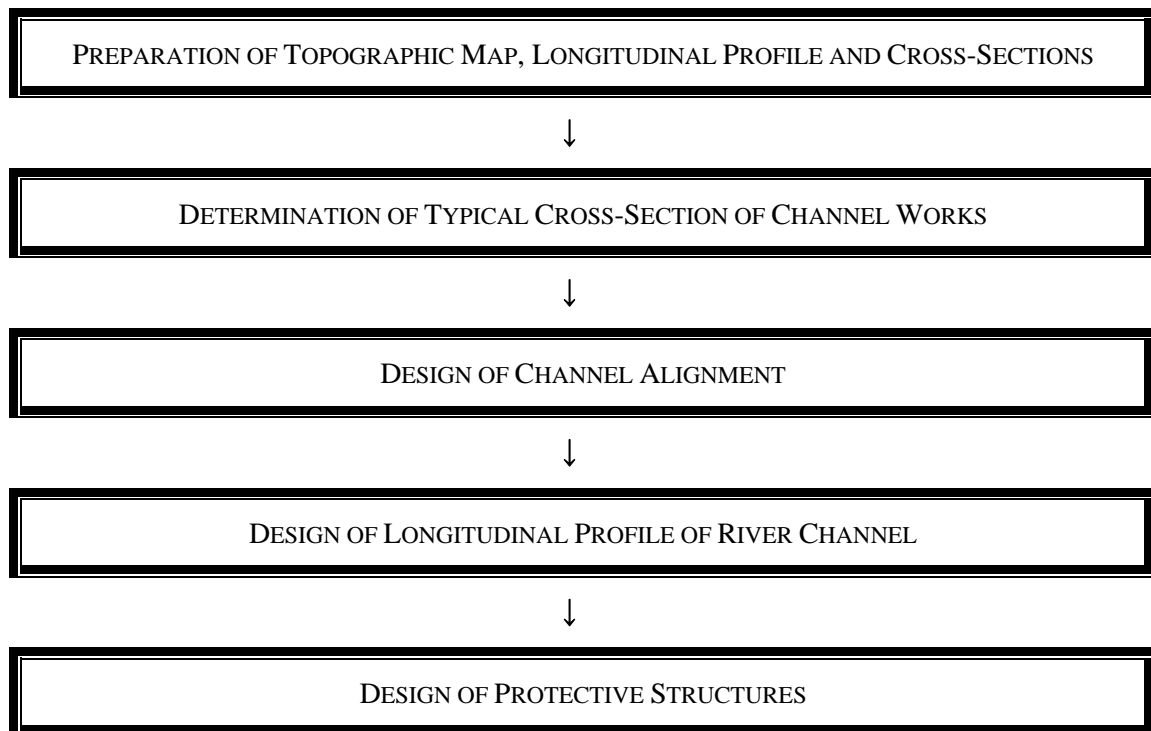 PREPARATION OF TOPOGRAPHIC MAP, LONGITUDINAL PROFILE AND CROSS-SECTIONS
↓
DETERMINATION OF TYPICAL CROSS-SECTION OF CHANNEL WORKS
↓
DESIGN OF CHANNEL ALIGNMENT
↓
DESIGN OF LONGITUDINAL PROFILE OF RIVER CHANNEL
↓
DESIGN OF PROTECTIVE STRUCTURES